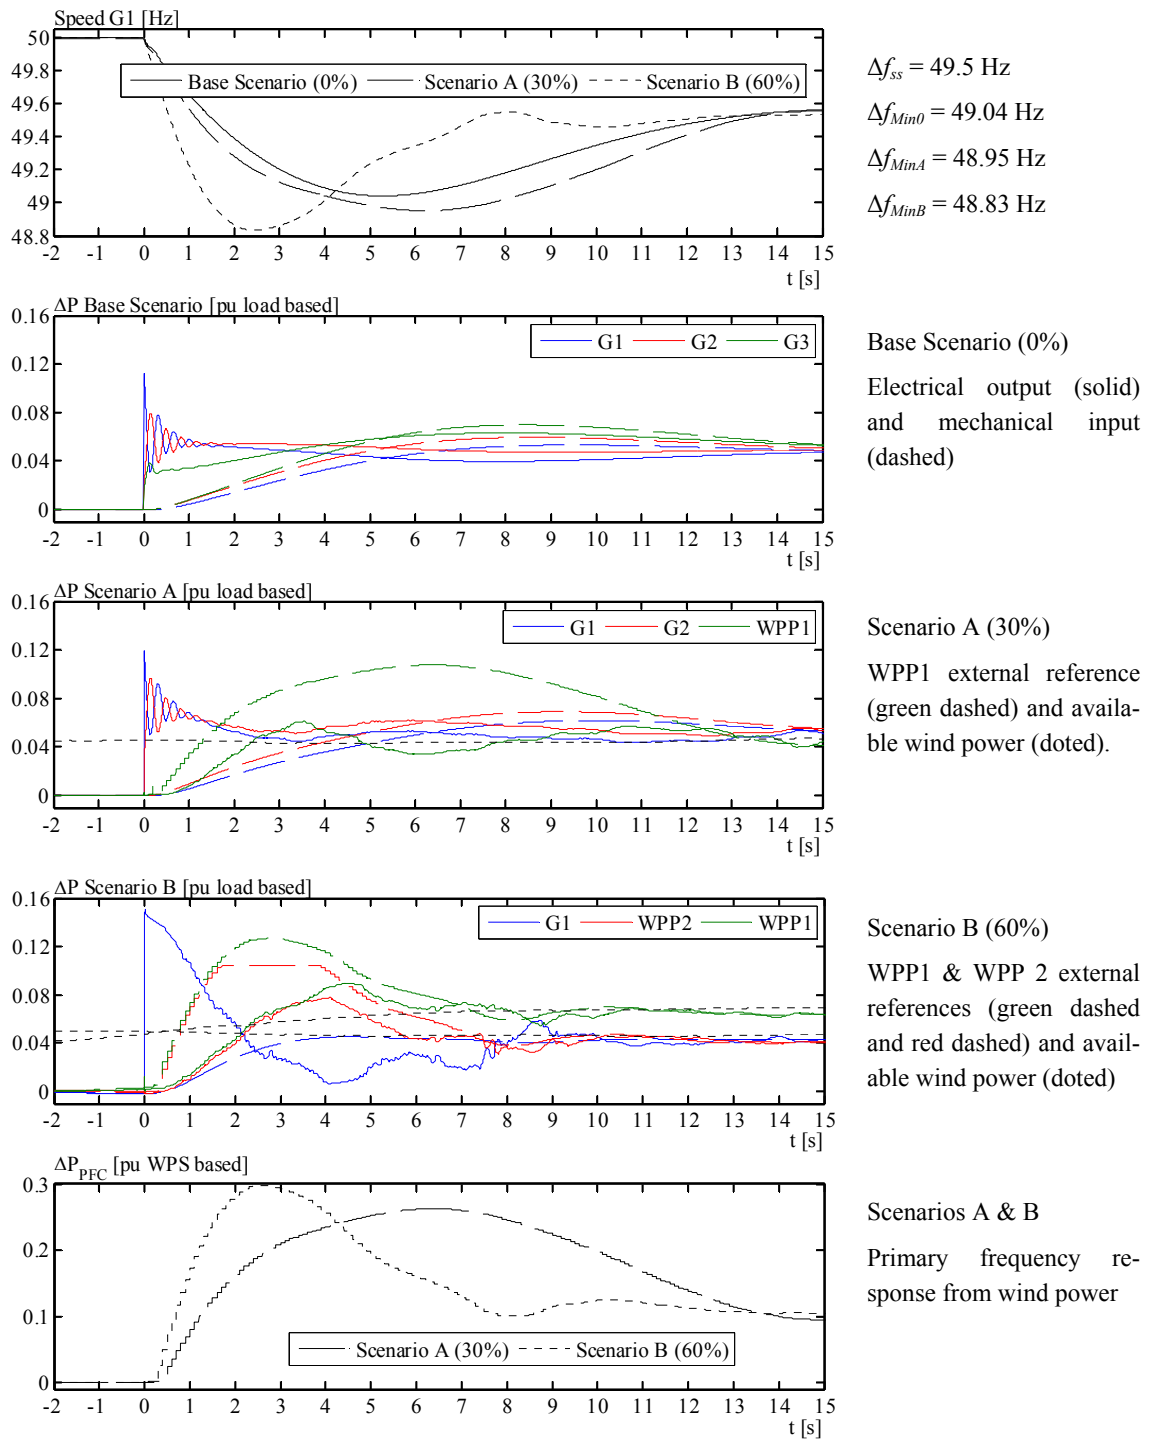 Speed G1 [Hz]
50
49.8
49.6
49.4
49.2
49
48.8
Base Scenario (0%) Scenario A (30%) Scenario B (60%)
-2 -1 0 1 2 3 4 5 6 7 8 9 10 11 12 13 14 15
t [s]
Δfss = 49.5 Hz
ΔfMin0 = 49.04 Hz
ΔfMinA = 48.95 Hz
ΔfMinB = 48.83 Hz
ΔP Base Scenario [pu load based]
0.16
0.12
0.08
0.04
0
G1 G2 G3
-2 -1 0 1 2 3 4 5 6 7 8 9 10 11 12 13 14 15
t [s]
Base Scenario (0%)
Electrical output (solid)
and mechanical input
(dashed)
ΔP Scenario A [pu load based]
0.16
0.12
0.08
0.04
0
G1 G2 WPP1
-2 -1 0 1 2 3 4 5 6 7 8 9 10 11 12 13 14 15
t [s]
Scenario A (30%)
WPP1 external reference
(green dashed) and availa-
ble wind power (doted).
ΔP Scenario B [pu load based]
0.16
0.12
0.08
0.04
0
G1 WPP2 WPP1
-2 -1 0 1 2 3 4 5 6 7 8 9 10 11 12 13 14 15
t [s]
Scenario B (60%)
WPP1 & WPP 2 external
references (green dashed
and red dashed) and avail-
able wind power (doted)
ΔPPFC [pu WPS based]
0.3
0.2
0.1
0
Scenario A (30%) Scenario B (60%)
-2 -1 0 1 2 3 4 5 6 7 8 9 10 11 12 13 14 15
t [s]
Scenarios A & B
Primary frequency re-
sponse from wind power